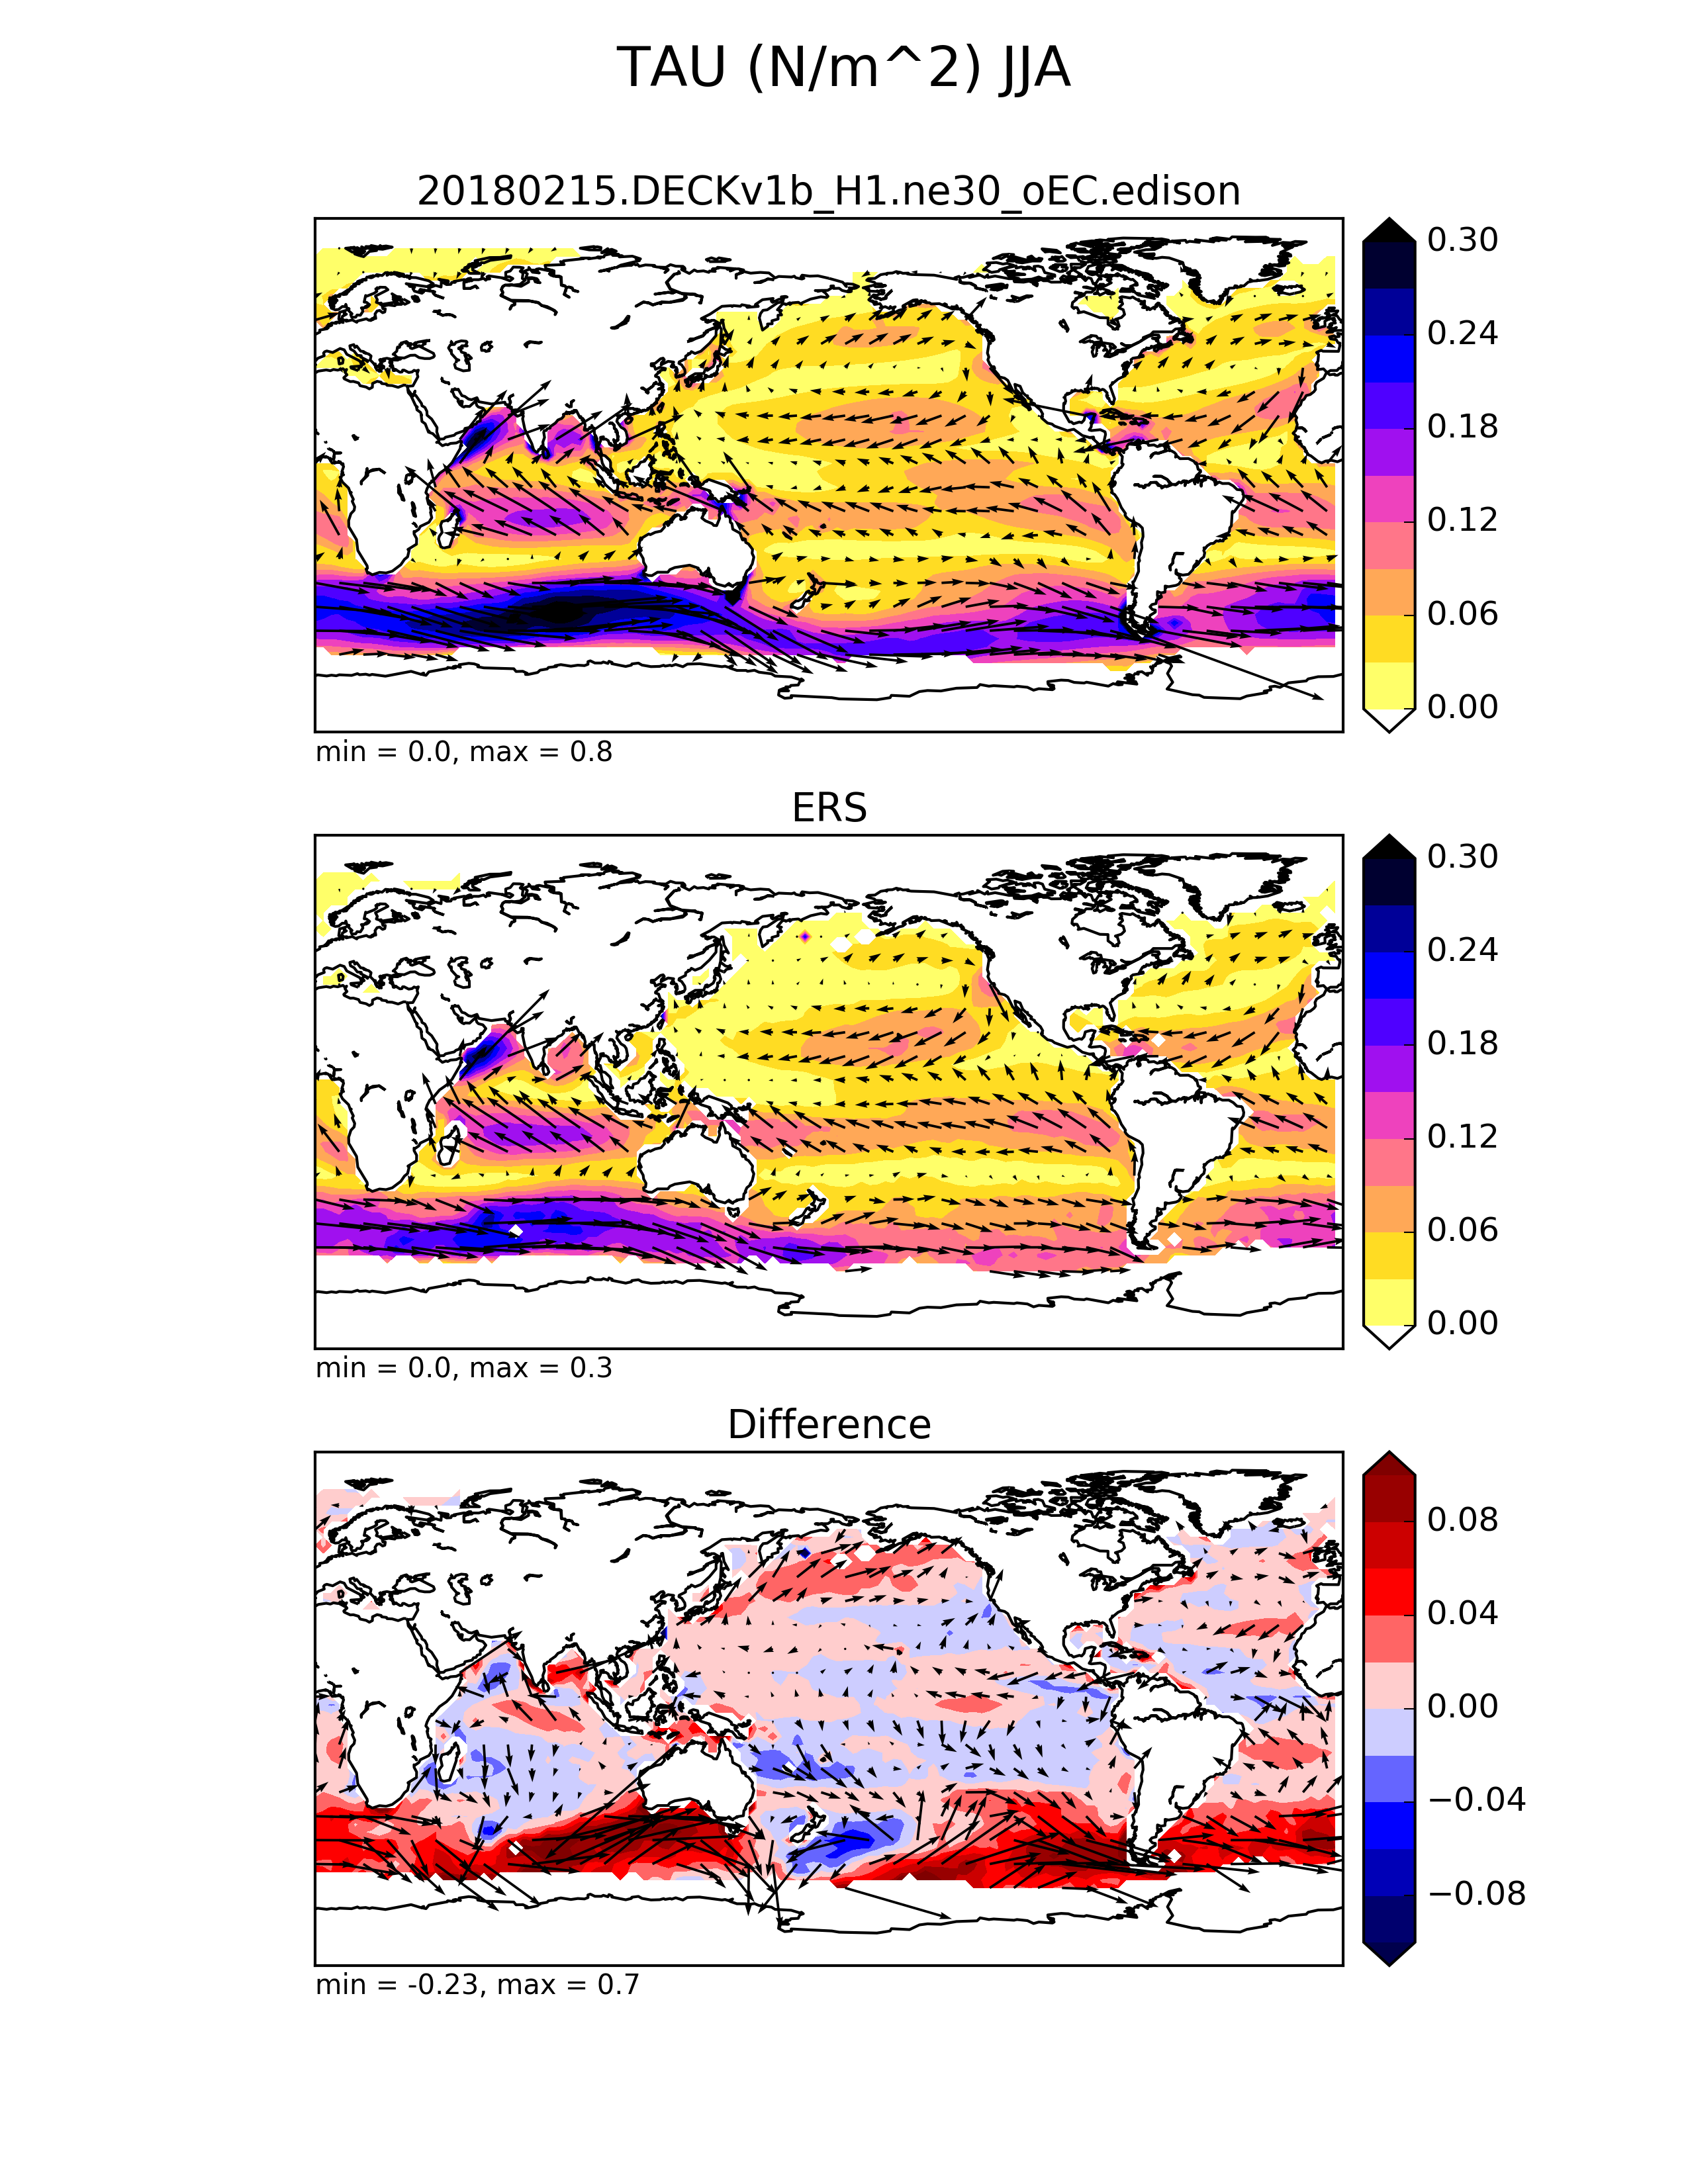 TAU (N/m^2) JJA
20180215.DECKv1b_H1.ne30_oEC.edison
0.30
0.24
0.18
0.12
0.06
0.00
min = 0.0, max = 0.8
ERS
0.30
0.24
0.18
0.12
0.06
0.00
min = 0.0, max = 0.3
Difference
0.08
0.04
0.00
−0.04
−0.08
min = -0.23, max = 0.7